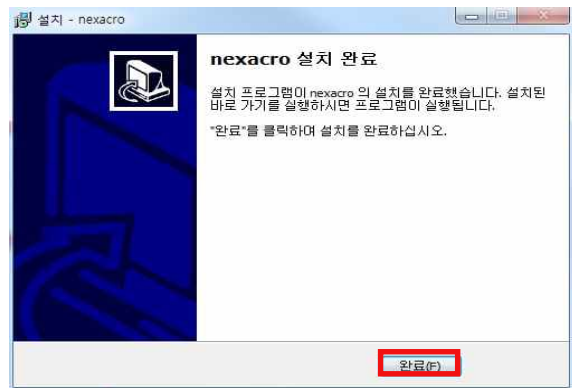 설치 - nexacro
nexacro 설치 완료
설치 프로그램이 nexacro 의 설치를 완료했습니다. 설치된
바로 가기를 실행하시면 프로그램이 실행됩니다.
"완료"를 클릭하여 설치를 완료하십시오.
완료(F)